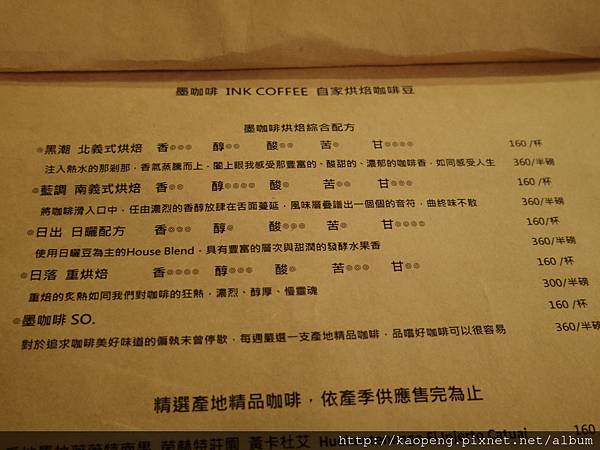 墨咖啡 INK COFFEE 自家烘焙咖啡豆
墨咖啡烘焙綜合配方
◎黑潮 北義式烘焙 香◎◎◎ 醇◎◎ 酸◎◎ 苦◎ 甘◎◎◎◎ 160 /杯
注入熱水的那剎那，香氣蒸騰而上，闔上眼我感受那豐富的、酸甜的、濃郁的咖啡香，如同感受人生 360/半磅
◎藍調 南義式烘焙 香◎◎ 醇◎◎◎◎ 酸◎◎ 苦◎◎ 甘◎◎◎ 160 /杯
將咖啡滑入口中，任由濃烈的香醇放肆在舌面蔓延，風味層疊譜出一個個的音符，曲終味不散 360/半磅
◎日出 日曬配方 香◎◎◎ 醇◎◎ 酸◎◎◎ 苦◎ 甘◎◎◎◎ 160/杯
使用日曬豆為主的House Blend，具有豐富的層次與甜潤的發酵水果香 360/半磅
◎日落 重烘焙 香◎◎◎◎ 醇◎◎◎ 酸◎ 苦◎◎◎ 甘◎◎ 160 /杯
重焙的炙熱如同我們對咖啡的狂熱，濃烈、醇厚、憾靈魂 300/半磅
◎墨咖啡 SO. 160 /杯
對於追求咖啡美好味道的偏執未曾停歇，每週嚴選一支產地精品咖啡，品嚐好咖啡可以很容易 360/半磅
精選產地精品咖啡，依產季供應售完為止
黃卡杜艾 Catuai 160
http://kaopeng.pixnet.net/album